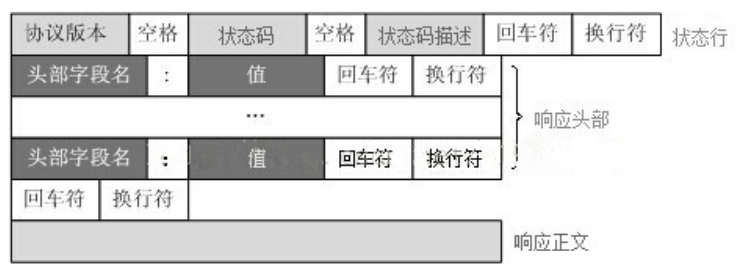 协议版本 空格 状态码 空格 状态码描述 回车符 换行符 状态行
头部字段名 : 值 回车符 换行符
… 响应头部
头部字段名 : 值 回车符 换行符
回车符 换行符
响应正文